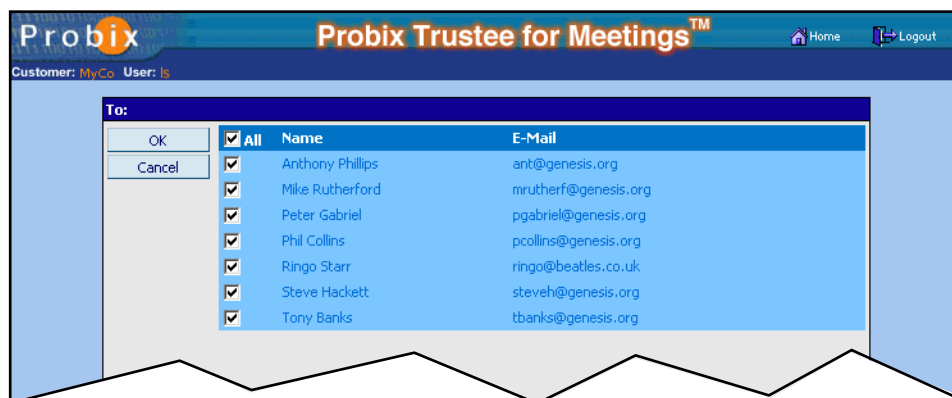 Probix
Probix Trustee for Meetings™
Home
Logout
Customer: MyCo User: ls
To:
OK
Cancel
All Name E-Mail
Anthony Phillips ant@genesis.org
Mike Rutherford mrutherf@genesis.org
Peter Gabriel pgabriel@genesis.org
Phil Collins pcollins@genesis.org
Ringo Starr ringo@beatles.co.uk
Steve Hackett steveh@genesis.org
Tony Banks tbanks@genesis.org